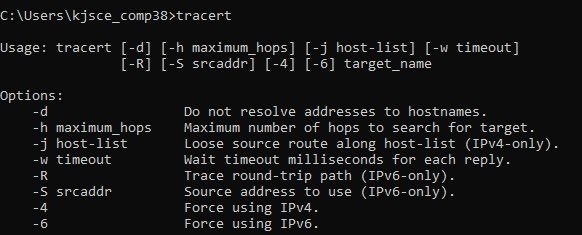 C:\Users\kjsce_comp38>tracert
Usage: tracert [-d] [-h maximum_hops] [-j host-list] [-w timeout]
[-R] [-S srcaddr] [-4] [-6] target_name
Options:
-d Do not resolve addresses to hostnames.
-h maximum_hops Maximum number of hops to search for target.
-j host-list Loose source route along host-list (IPv4-only).
-w timeout Wait timeout milliseconds for each reply.
-R Trace round-trip path (IPv6-only).
-S srcaddr Source address to use (IPv6-only).
-4 Force using IPv4.
-6 Force using IPv6.